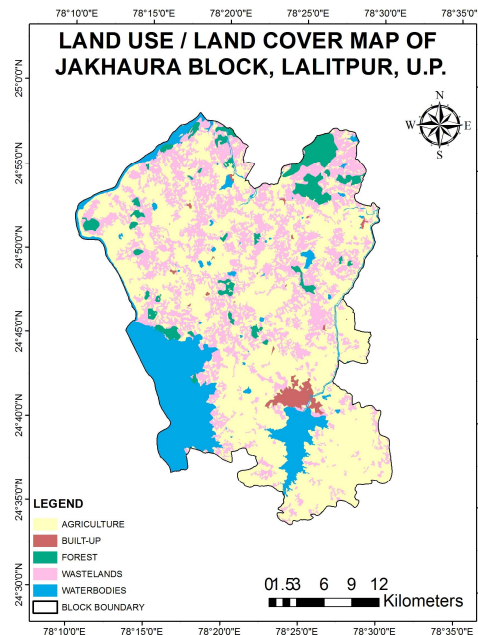 78°10'0"E 78°15'0"E 78°20'0"E 78°25'0"E 78°30'0"E 78°35'0"E
LAND USE / LAND COVER MAP OF
JAKHAURA BLOCK, LALITPUR, U.P.
N
W E
S
25°0'0"N
24°55'0"N
24°50'0"N
24°45'0"N
24°40'0"N
24°35'0"N
24°30'0"N
LEGEND
AGRICULTURE
BUILT-UP
FOREST
WASTELANDS
WATERBODIES
BLOCK BOUNDARY
01.53 6 9 12
Kilometers
78°10'0"E 78°15'0"E 78°20'0"E 78°25'0"E 78°30'0"E 78°35'0"E